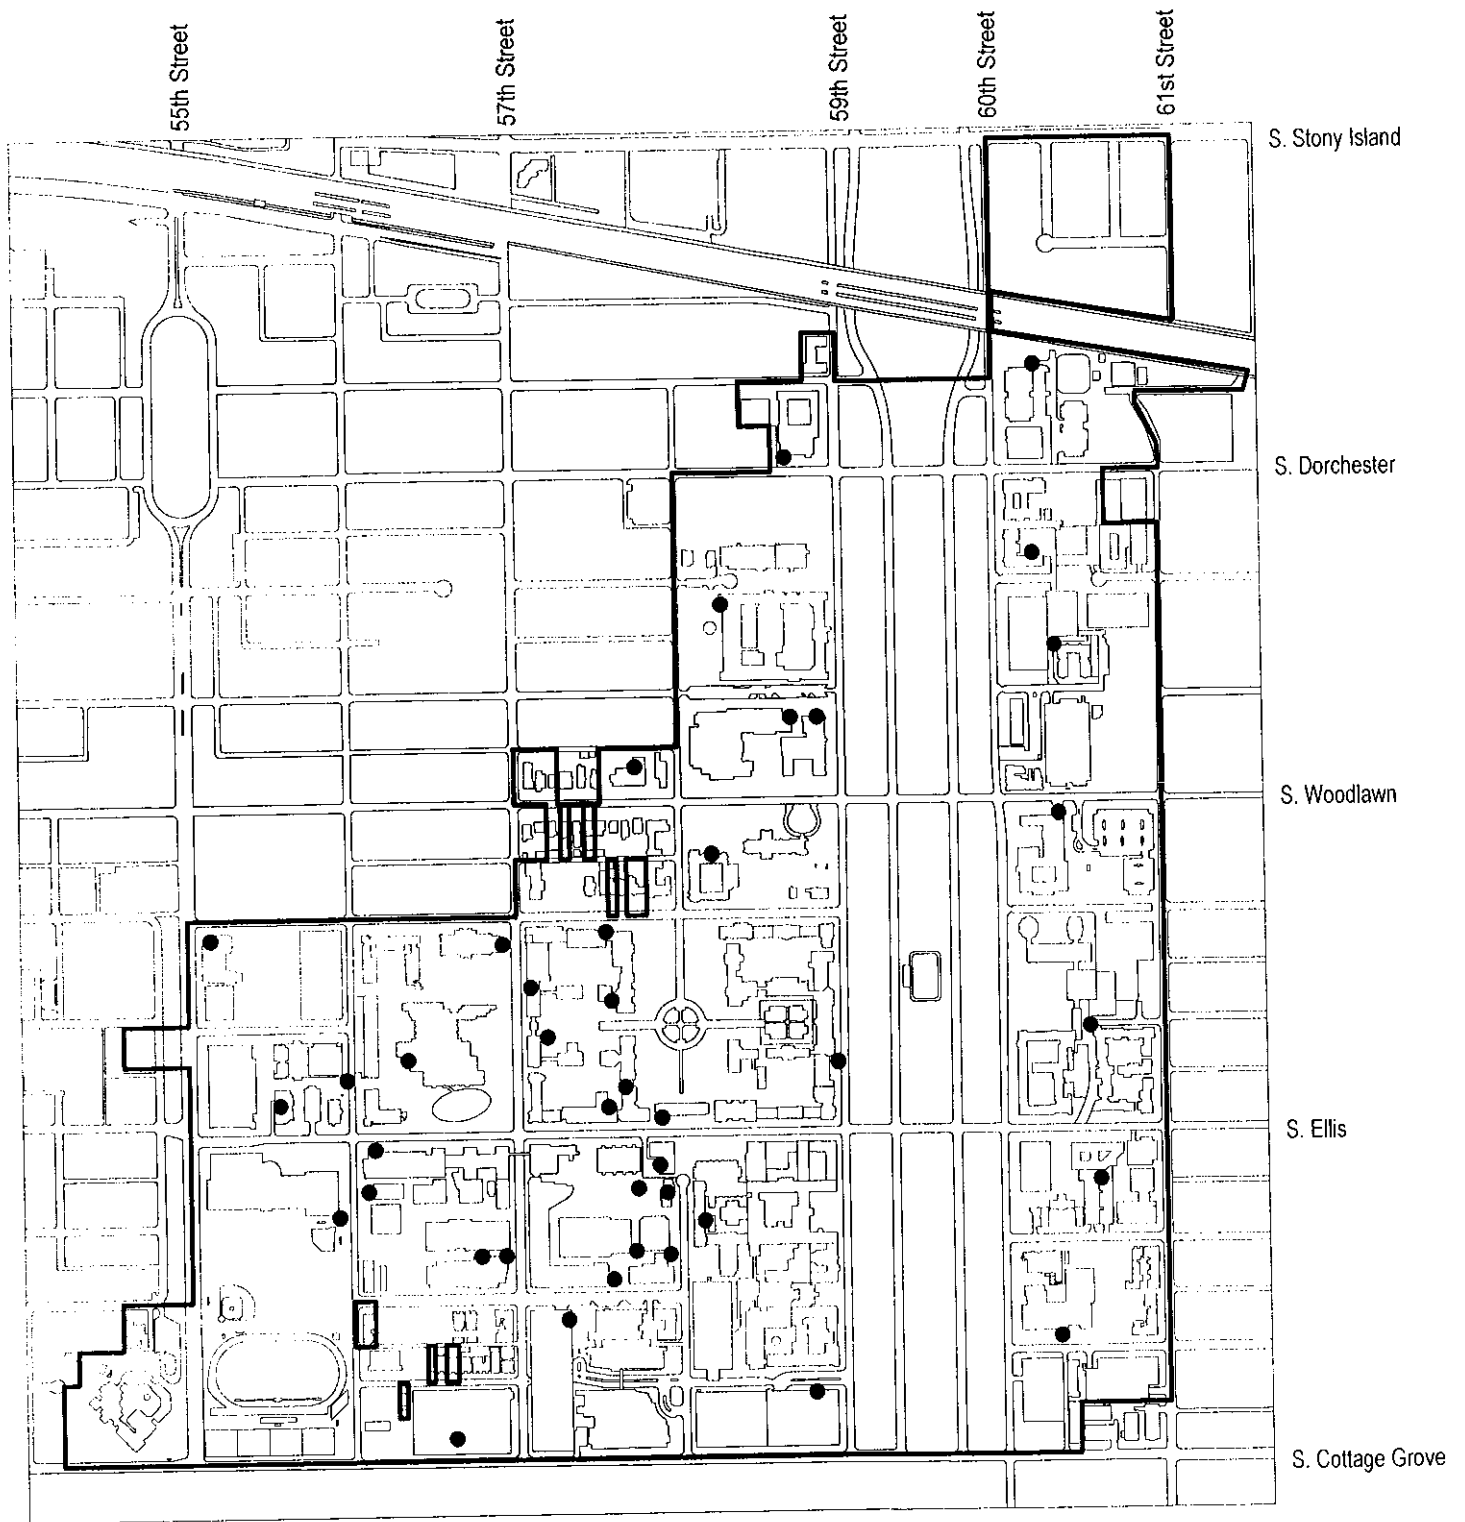 55th Street
57th Street
59th Street
60th Street
61st Street
S. Stony Island
S. Dorchester
S. Woodlawn
S. Ellis
S. Cottage Grove